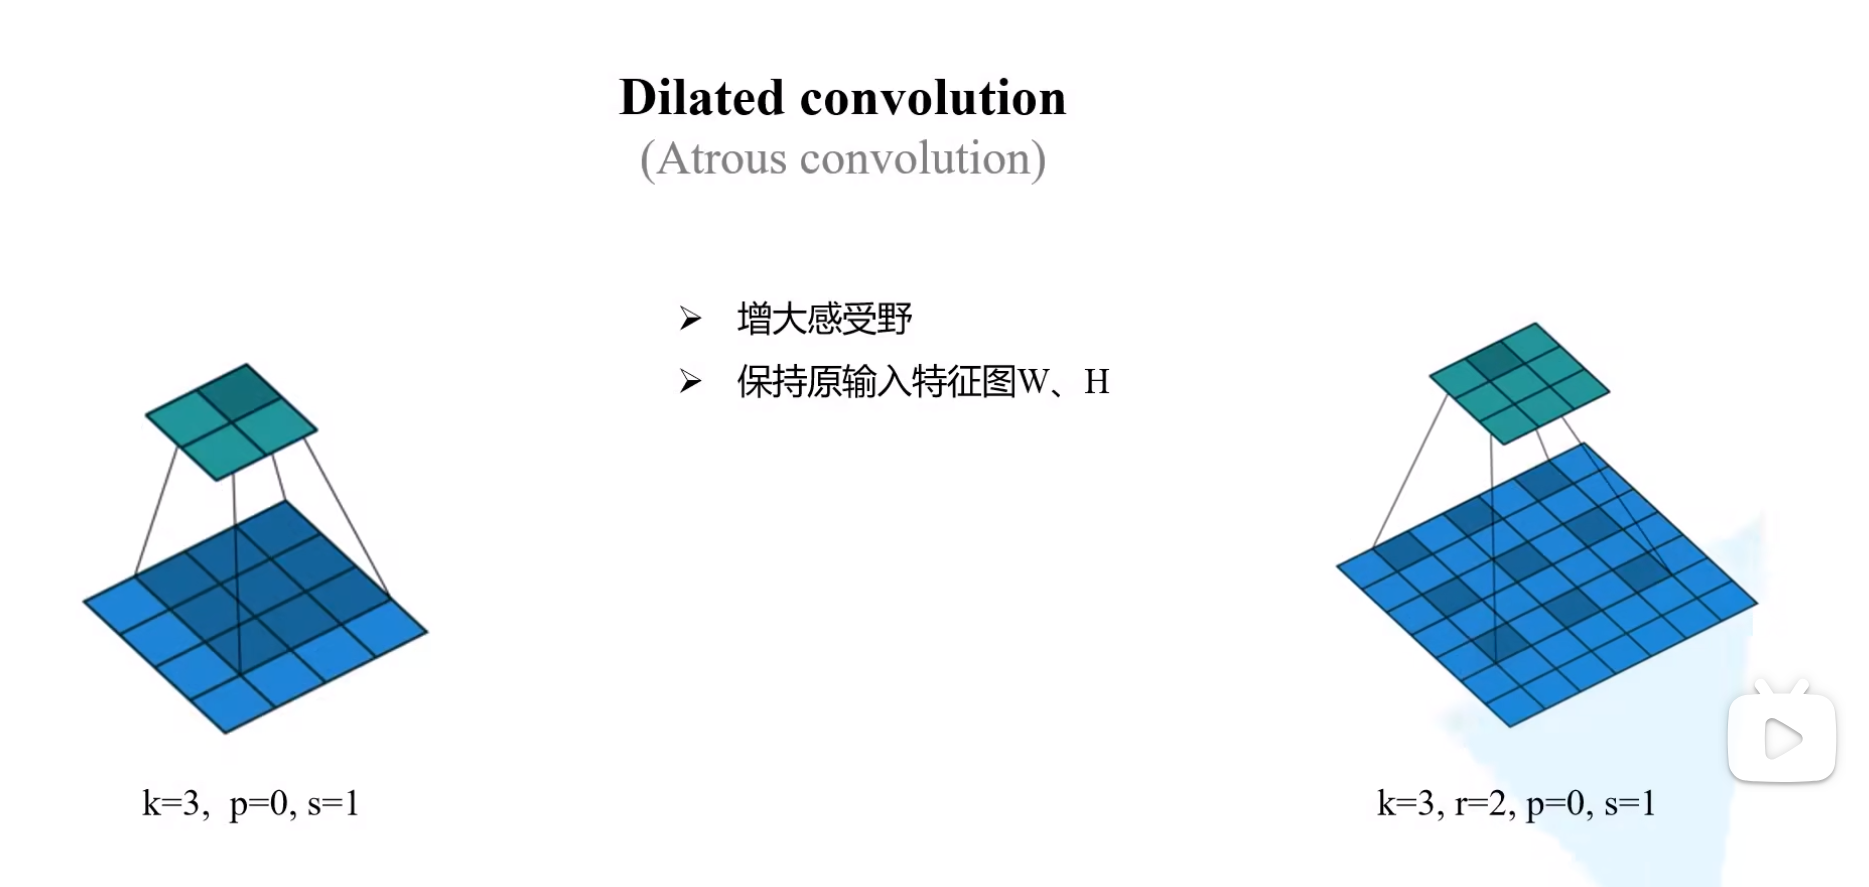 Dilated convolution
(Atrous convolution)
➢ 增大感受野
➢ 保持原输入特征图W、H
k=3, p=0, s=1
k=3, r=2, p=0, s=1